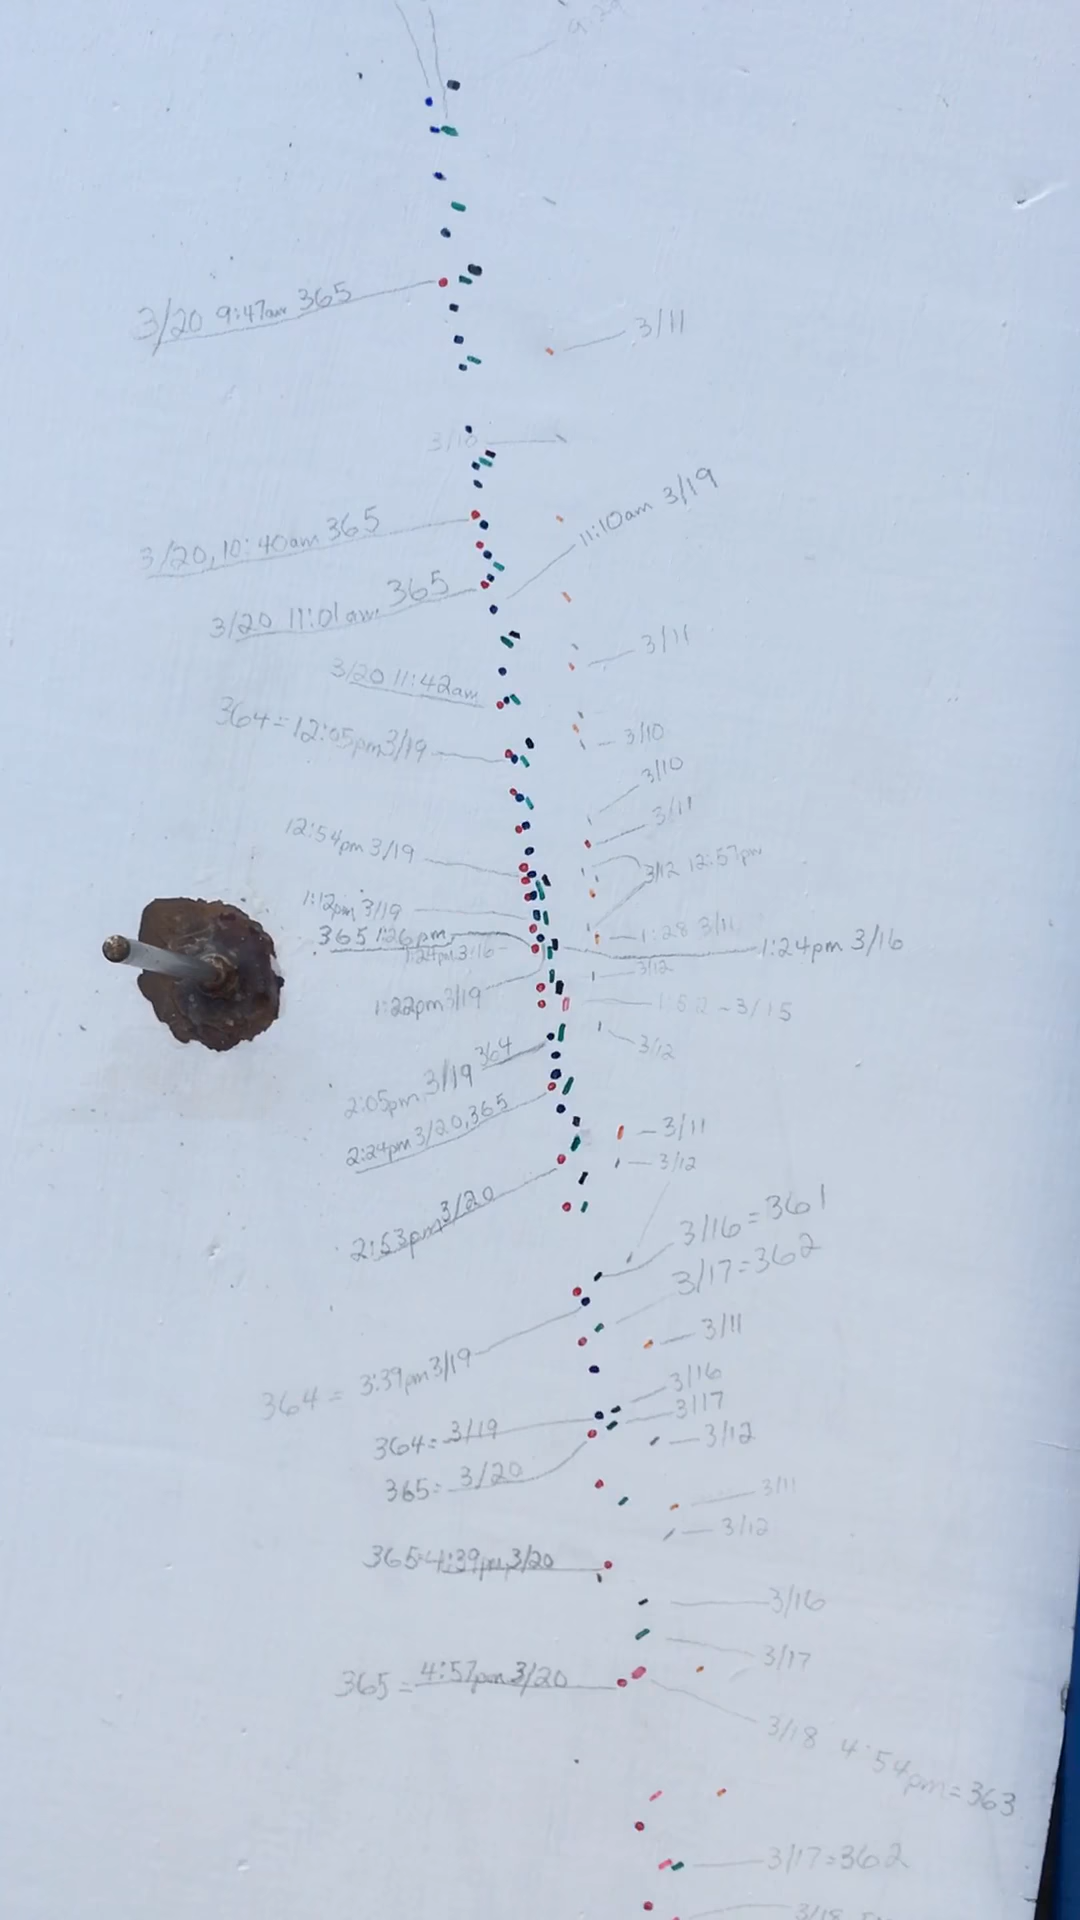 9:29
3/20 9:47am 365
3/11
3/10
11:10am 3/19
3/20, 10:40am 365
3/20 11:01am 365
3/11
3/20 11:42am
364=12:05pm 3/19
3/10
3/10
3/11
12:54pm 3/19
3/12 12:57pm
1:12pm 3/19
365 1:26pm
1:28 3/11
1:24pm 3/16
1:24pm 3/16
3/12
1:22pm 3/19
1:52 - 3/15
3/12
2:05pm 3/19 364
2:24pm 3/20, 365
3/11
3/12
2:53pm 3/20
3/16=361
3/17=362
3/11
364 = 3:39pm 3/19
3/16
3/17
364= 3/19
3/12
365= 3/20
3/11
3/12
365=4:39pm 3/20
3/16
3/17
365= 4:57pm 3/20
3/18 4:54pm=363
3/17=362
3/18